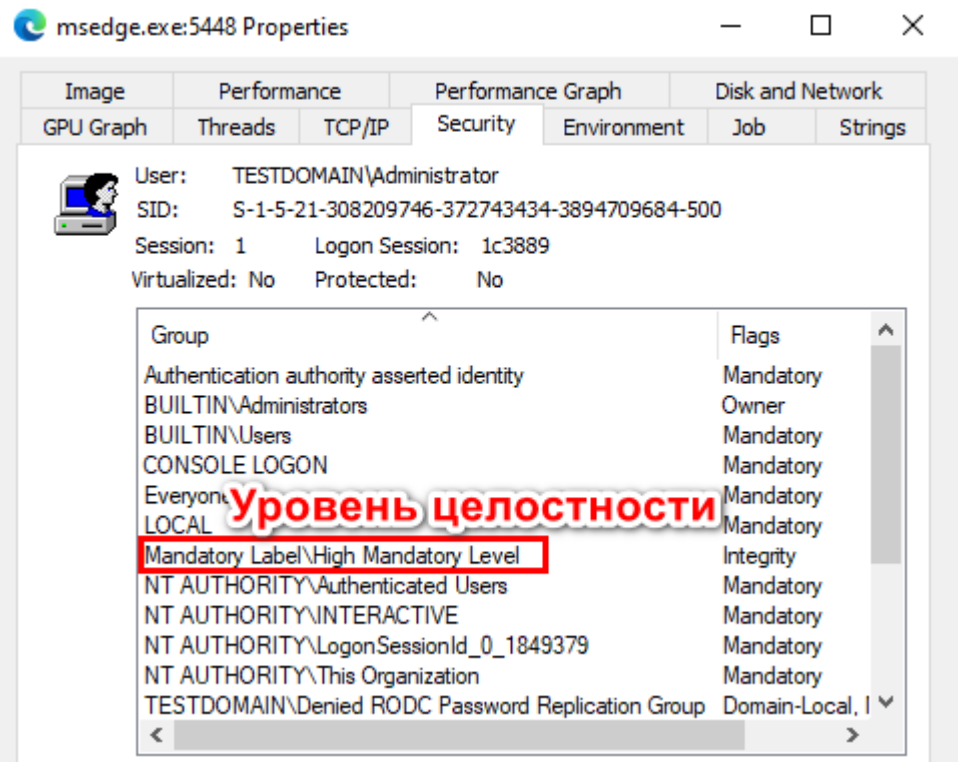 msedge.exe:5448 Properties
Image Performance Performance Graph Disk and Network
GPU Graph Threads TCP/IP Security Environment Job Strings
User: TESTDOMAIN\Administrator
SID: S-1-5-21-308209746-372743434-3894709684-500
Session: 1 Logon Session: 1c3889
Virtualized: No Protected: No
Group Flags
Authentication authority asserted identity Mandatory
BUILTIN\Administrators Owner
BUILTIN\Users Mandatory
CONSOLE LOGON Mandatory
Everyone Mandatory
Уровень целостности
LOCAL Mandatory
Mandatory Label\High Mandatory Level Integrity
NT AUTHORITY\Authenticated Users Mandatory
NT AUTHORITY\INTERACTIVE Mandatory
NT AUTHORITY\LogonSessionId_0_1849379 Mandatory
NT AUTHORITY\This Organization Mandatory
TESTDOMAIN\Denied RODC Password Replication Group Domain-Local,